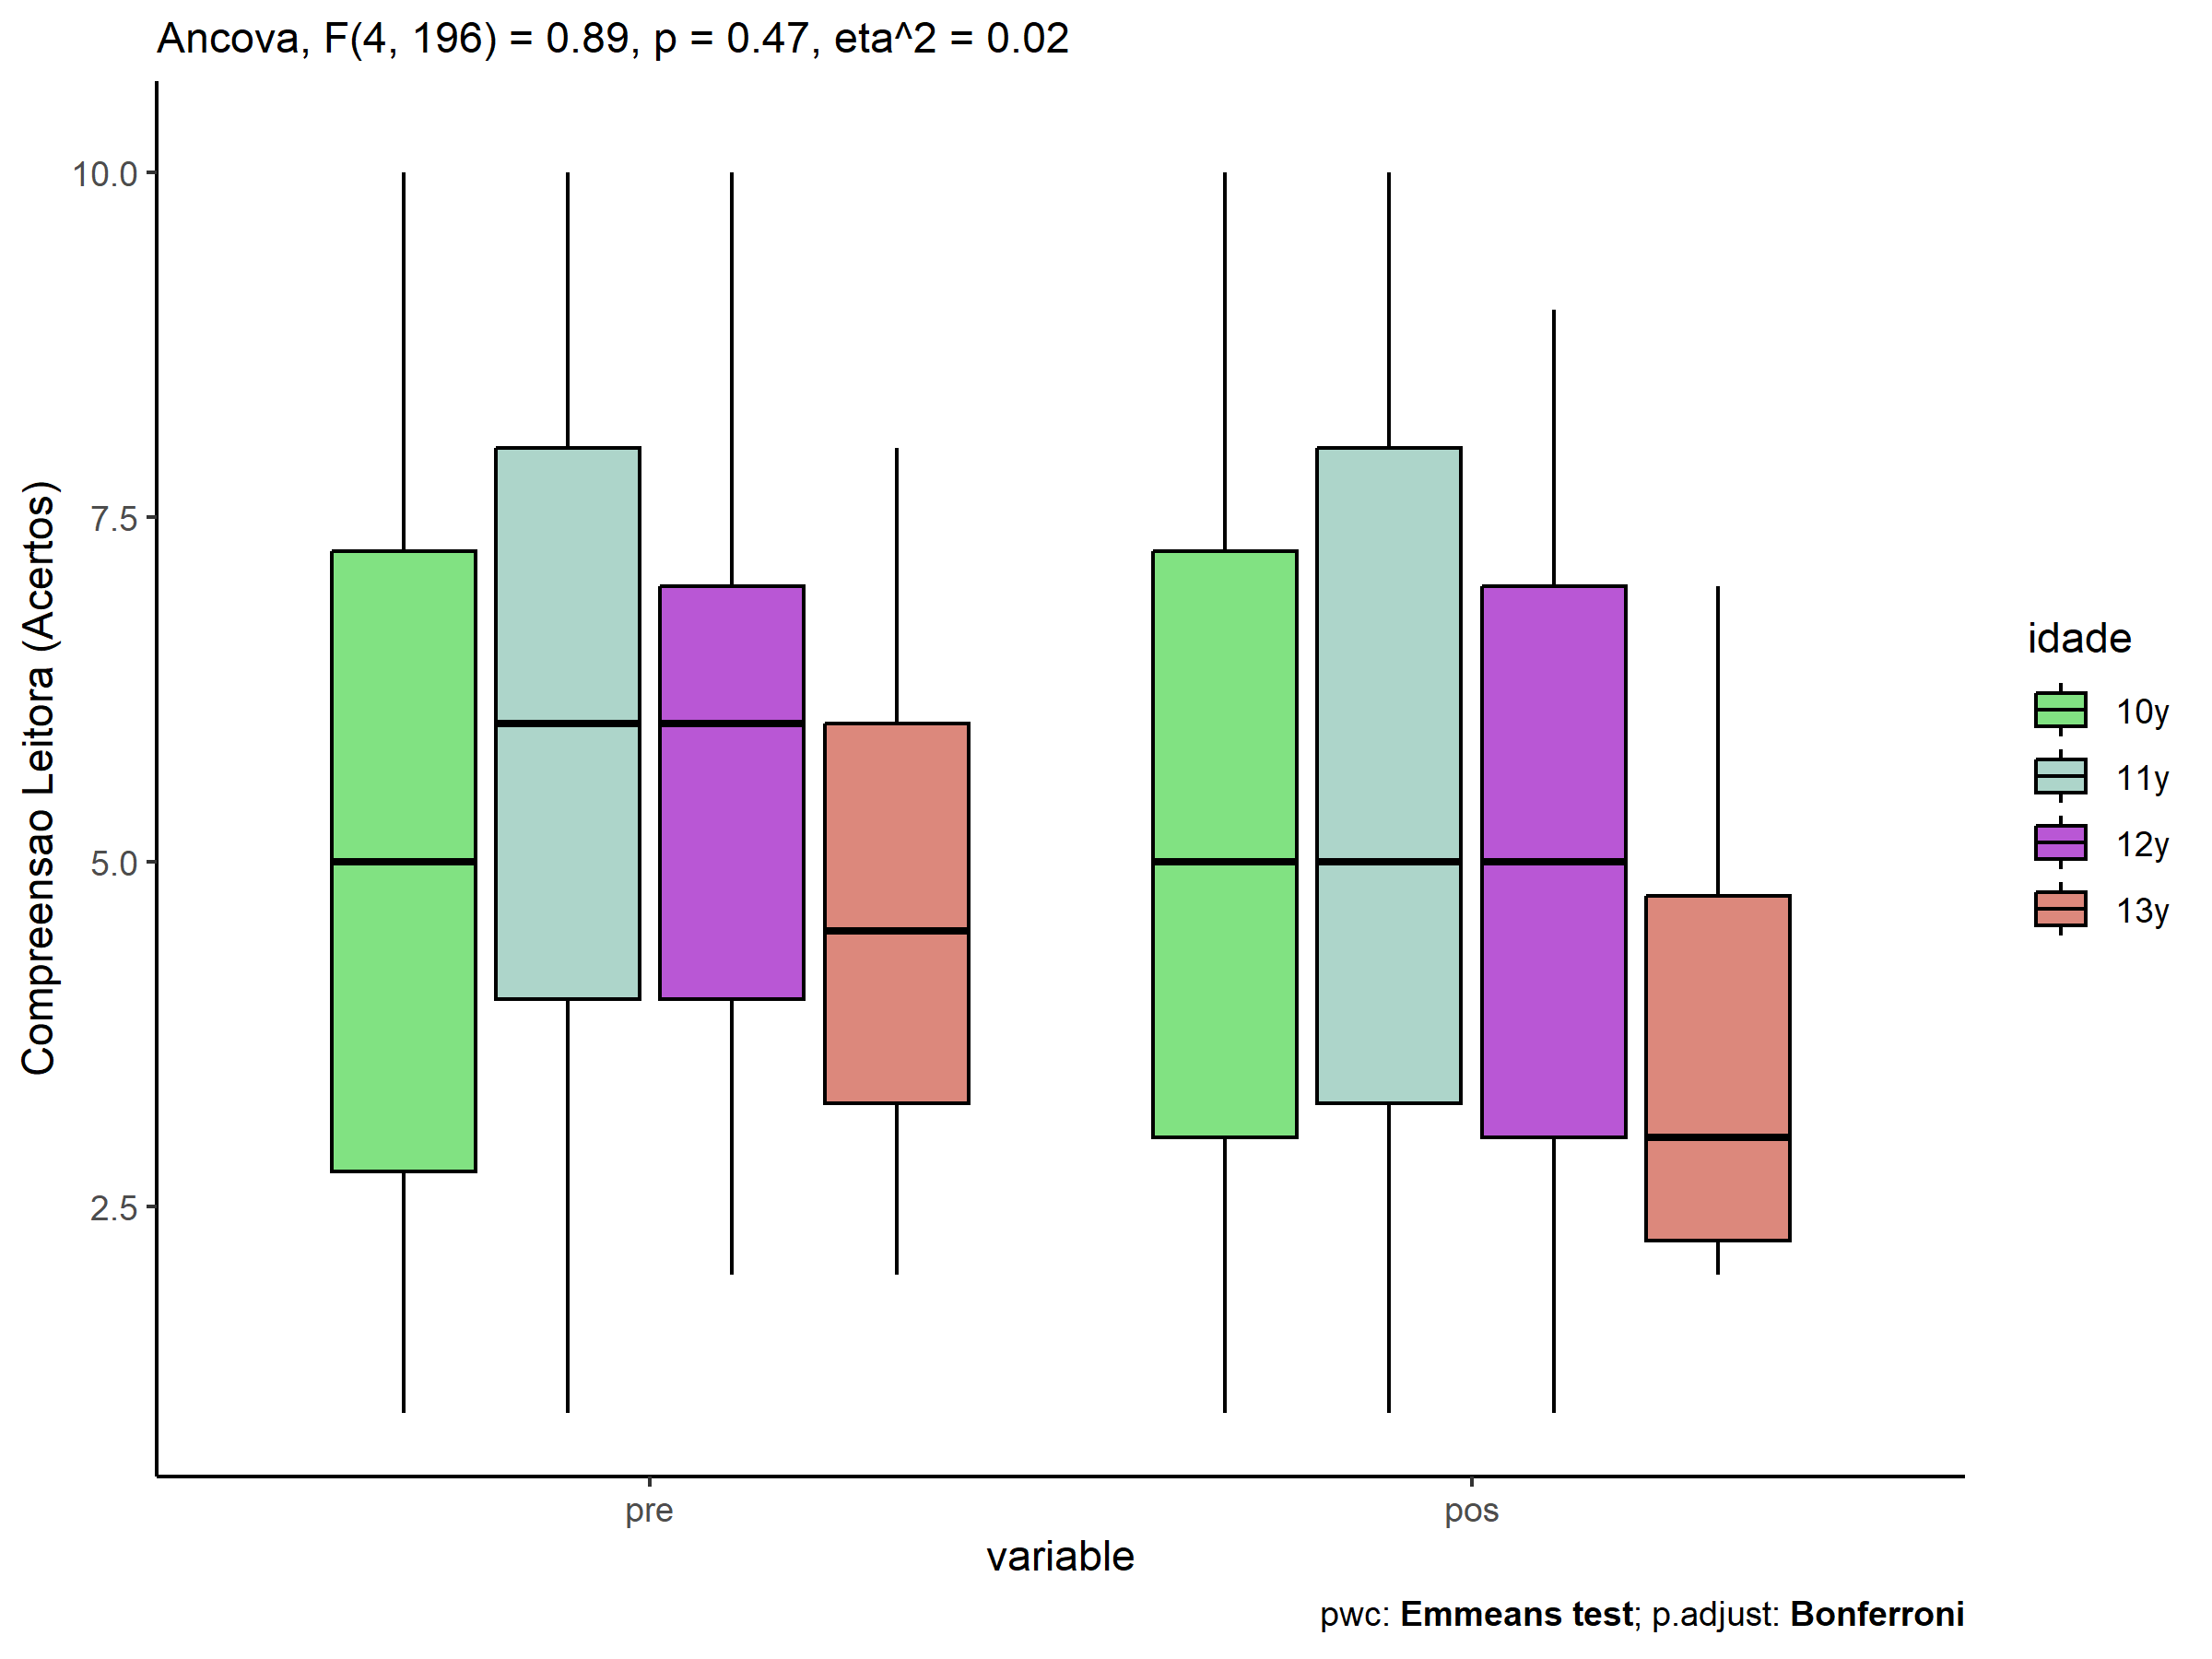 Ancova, F(4, 196) = 0.89, p = 0.47, eta^2 = 0.02
Compreensao Leitora (Acertos)
10.0
7.5
5.0
2.5
pre
pos
variable
idade
10y
11y
12y
13y
pwc: Emmeans test; p.adjust: Bonferroni